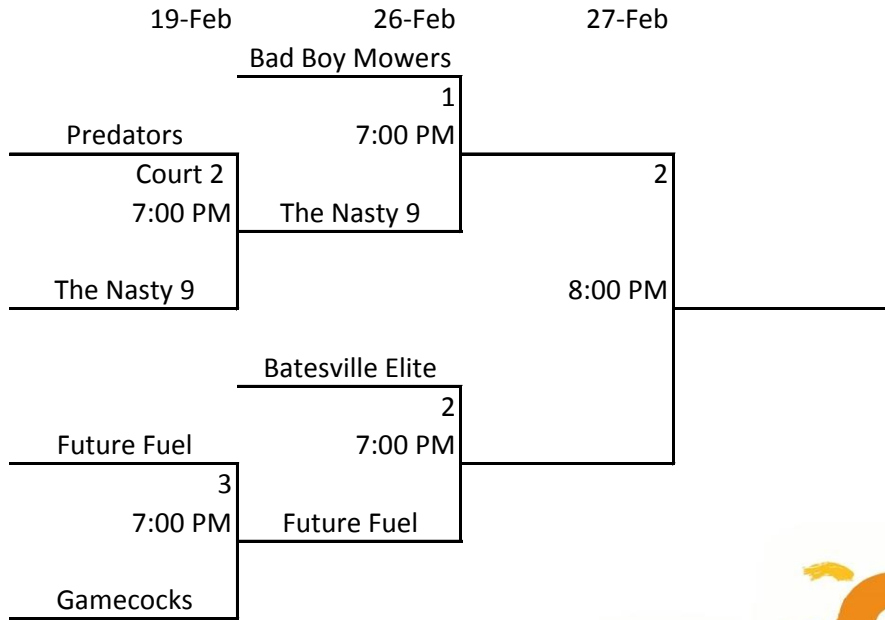 19-Feb 26-Feb 27-Feb
Bad Boy Mowers
1
Predators 7:00 PM
Court 2 2
7:00 PM The Nasty 9
The Nasty 9 8:00 PM
Batesville Elite
2
Future Fuel 7:00 PM
3
7:00 PM Future Fuel
Gamecocks